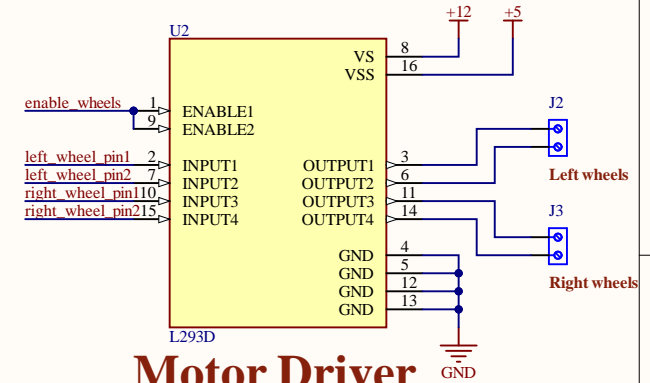 +12
+5
U2
VS 8
VSS 16
enable_wheels 1 ENABLE1
9 ENABLE2
J2
left_wheel_pin1 2 INPUT1 OUTPUT1 3
left_wheel_pin2 7 INPUT2 OUTPUT2 6
Left wheels
right_wheel_pin1 10 INPUT3 OUTPUT3 11
right_wheel_pin2 15 INPUT4 OUTPUT4 14
J3
GND 4
GND 5
GND 12
Right wheels
GND 13
L293D
Motor Driver
GND